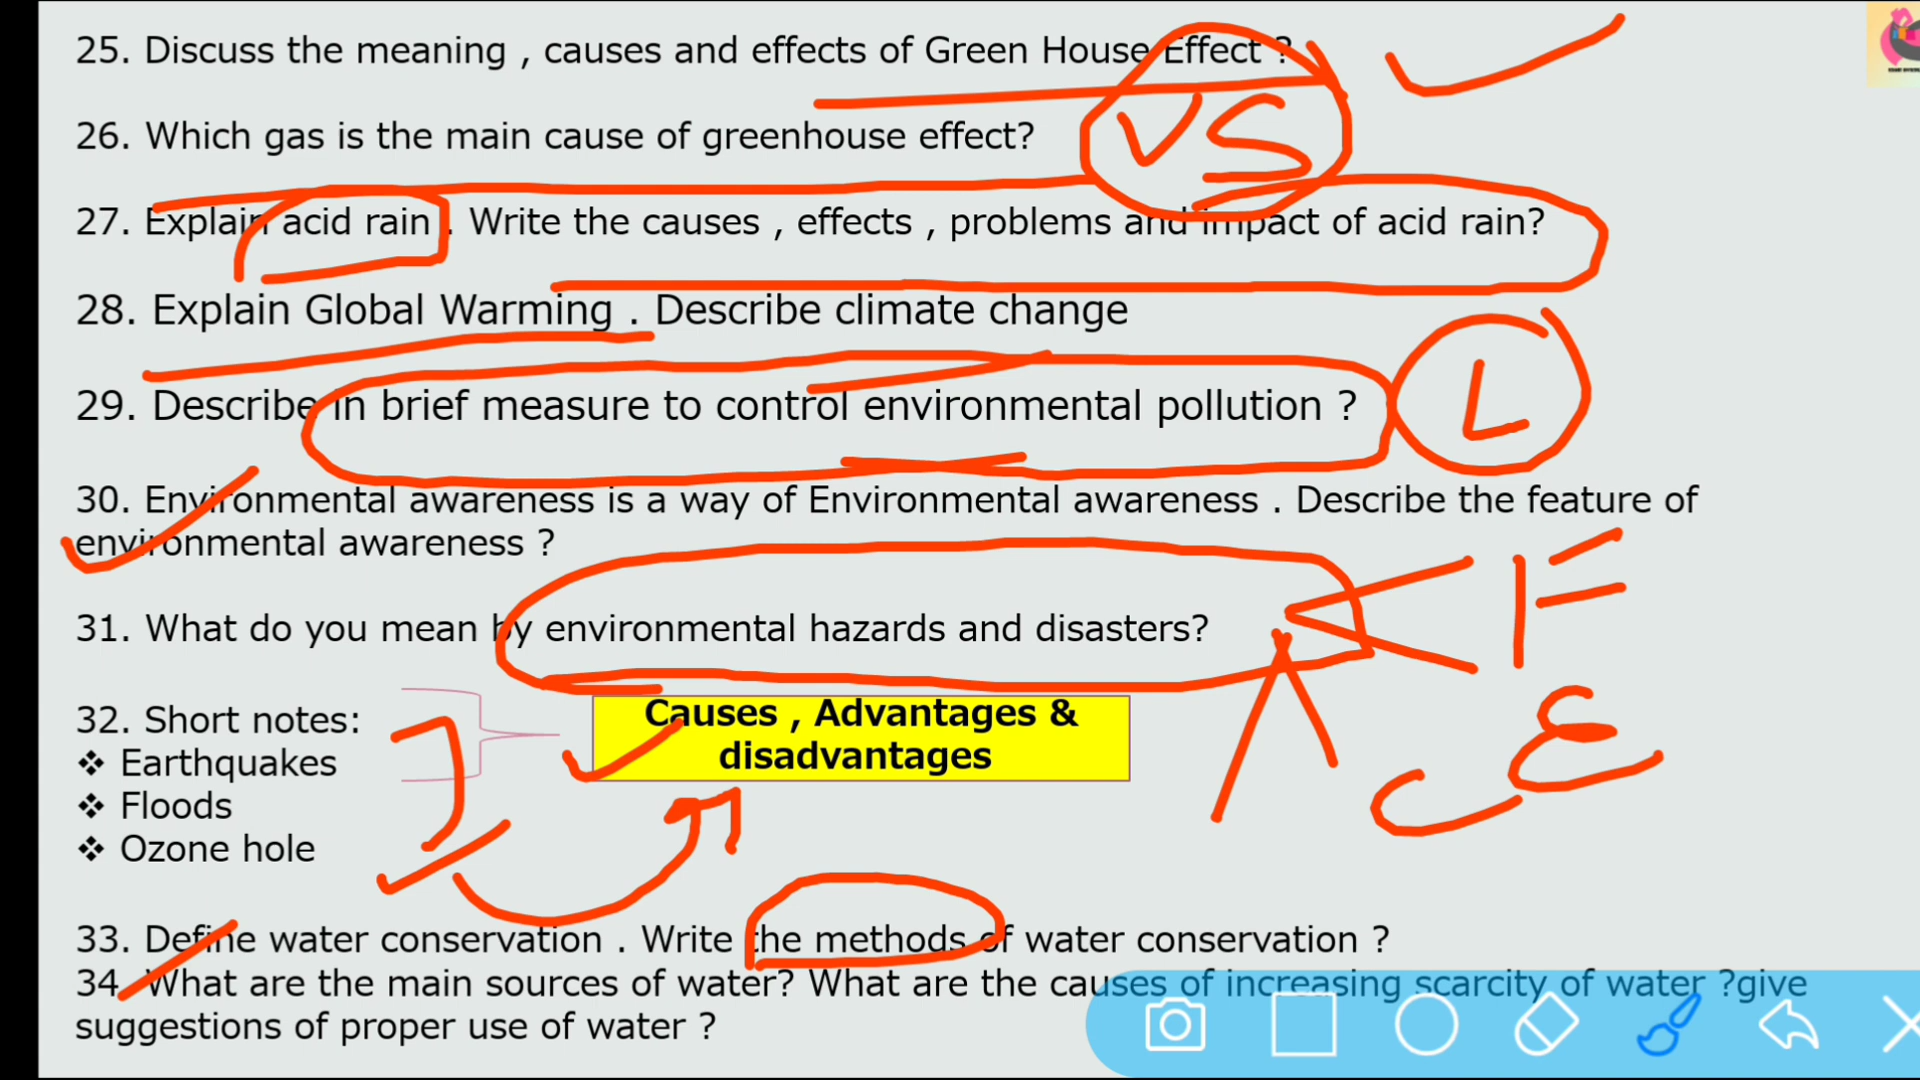 25. Discuss the meaning , causes and effects of Green House Effect ?
VS
26. Which gas is the main cause of greenhouse effect?
27. Explain acid rain . Write the causes , effects , problems and impact of acid rain?
28. Explain Global Warming . Describe climate change
L
29. Describe in brief measure to control environmental pollution ?
30. Environmental awareness is a way of Environmental awareness . Describe the feature of
environmental awareness ?
31. What do you mean by environmental hazards and disasters?
32. Short notes:
❖ Earthquakes
❖ Floods
❖ Ozone hole
Causes , Advantages &
disadvantages
33. Define water conservation . Write the methods of water conservation ?
34. What are the main sources of water? What are the causes of increasing scarcity of water ?give
suggestions of proper use of water ?